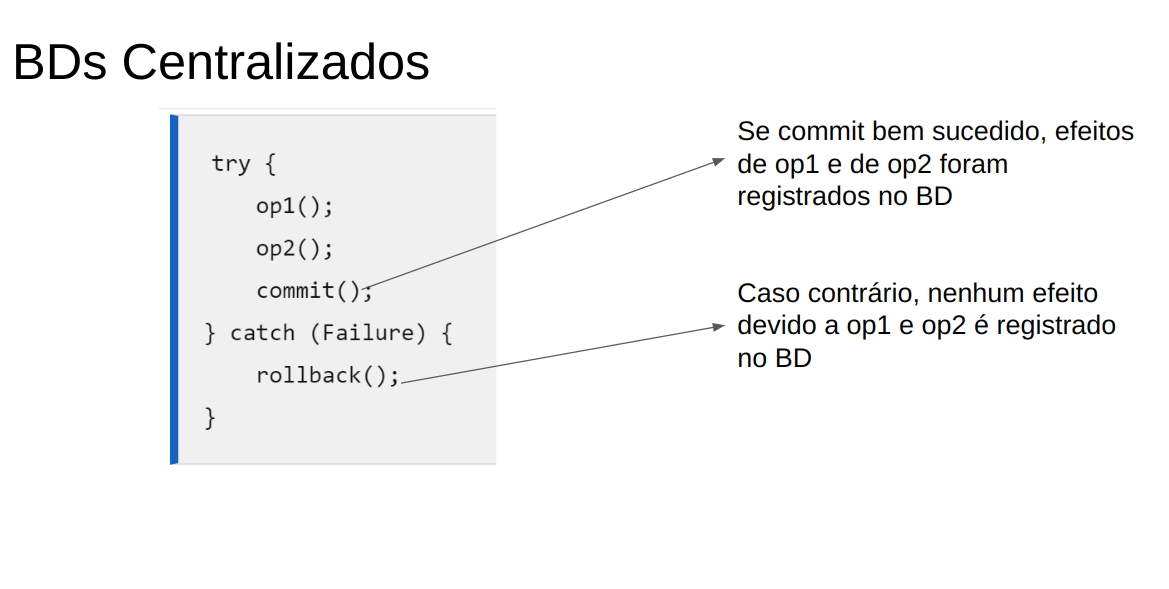 BDs Centralizados
try {
op1();
op2();
commit();
} catch (Failure) {
rollback();
}
Se commit bem sucedido, efeitos
de op1 e de op2 foram
registrados no BD
Caso contrário, nenhum efeito
devido a op1 e op2 é registrado
no BD